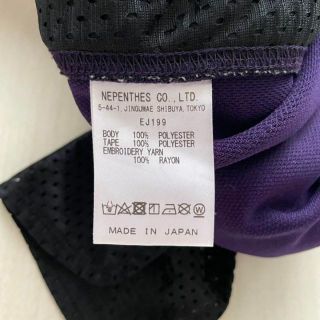 NEPENTHES CO., LTD.
5-44-1, JINGUMAE SHIBUYA, TOKYO
EJ199
BODY 100% POLYESTER
TAPE 100% POLYESTER
EMBROIDERY YARN
100% RAYON
MADE IN JAPAN